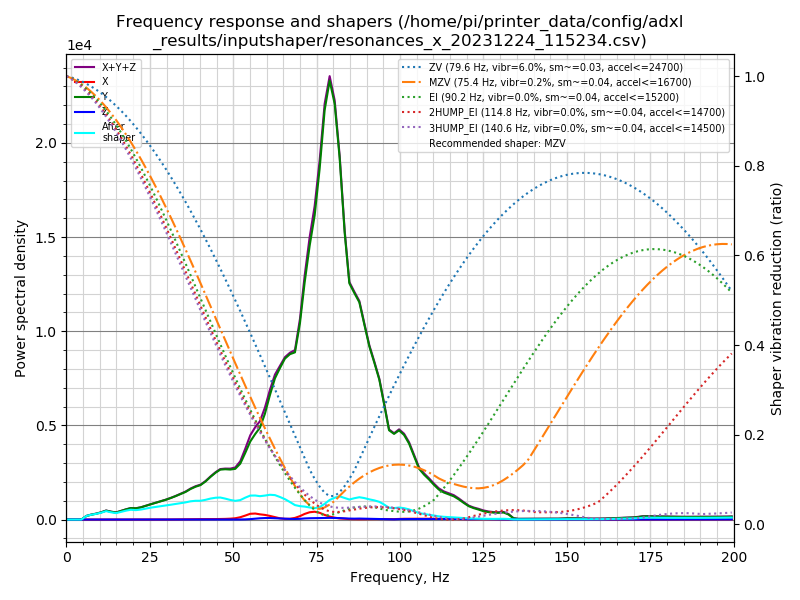 Frequency response and shapers (/home/pi/printer_data/config/adxl
_results/inputshaper/resonances_x_20231224_115234.csv)
1e4
X+Y+Z
X
Y
Z
After
shaper
ZV (79.6 Hz, vibr=6.0%, sm~=0.03, accel<=24700)
MZV (75.4 Hz, vibr=0.2%, sm~=0.04, accel<=16700)
EI (90.2 Hz, vibr=0.0%, sm~=0.04, accel<=15200)
2HUMP_EI (114.8 Hz, vibr=0.0%, sm~=0.04, accel<=14700)
3HUMP_EI (140.6 Hz, vibr=0.0%, sm~=0.04, accel<=14500)
Recommended shaper: MZV
Power spectral density
2.0
1.5
1.0
0.5
0.0
1.0
0.8
0.6
0.4
0.2
0.0
Shaper vibration reduction (ratio)
0 25 50 75 100 125 150 175 200
Frequency, Hz